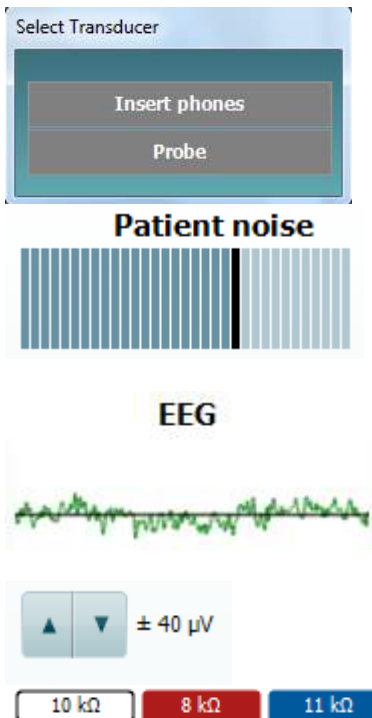 Select Transducer
Insert phones
Probe
Patient noise
EEG
± 40 µV
10 kΩ 8 kΩ 11 kΩ